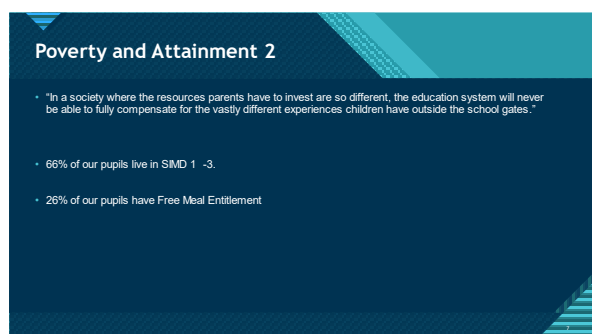 Poverty and Attainment 2
• “In a society where the resources parents have to invest are so different, the education system will never
be able to fully compensate for the vastly different experiences children have outside the school gates.”
• 66% of our pupils live in SIMD 1 -3.
• 26% of our pupils have Free Meal Entitlement
7